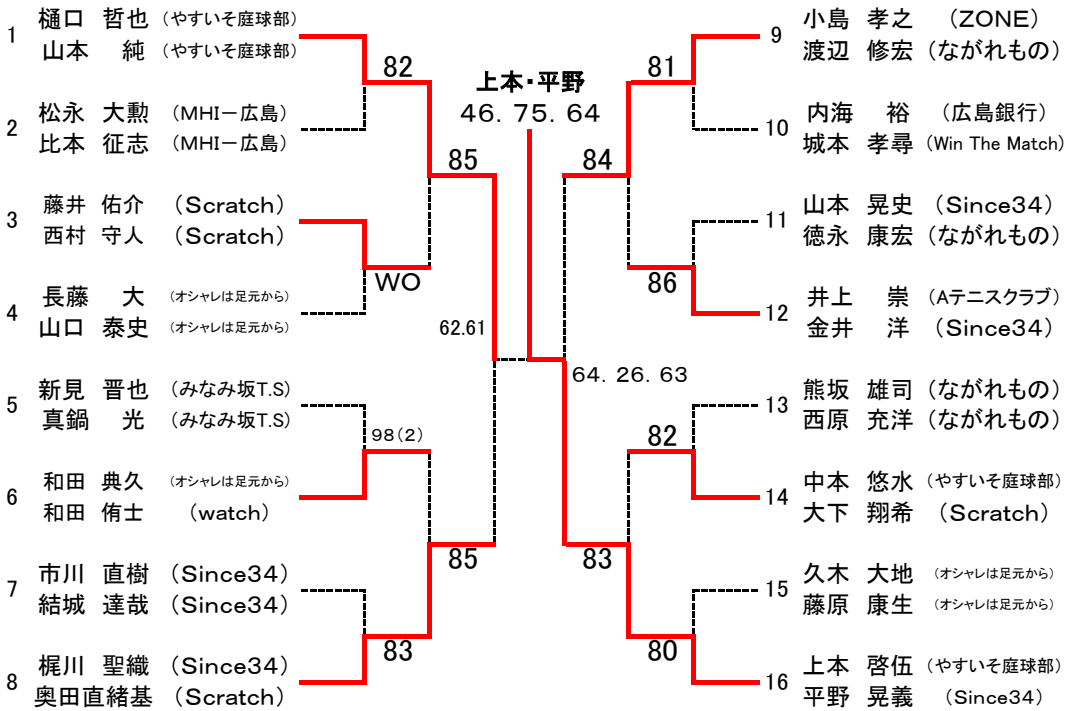 1 樋口 哲也 (やすいそ庭球部)
山本 純 (やすいそ庭球部)
2 松永 大勲 (MHI−広島)
比本 征志 (MHI−広島)
3 藤井 佑介 (Scratch)
西村 守人 (Scratch)
4 長藤 大 (オシャレは足元から)
山口 泰史 (オシャレは足元から)
5 新見 晋也 (みなみ坂T.S)
真鍋 光 (みなみ坂T.S)
6 和田 典久 (オシャレは足元から)
和田 侑士 (watch)
7 市川 直樹 (Since34)
結城 達哉 (Since34)
8 梶川 聖織 (Since34)
奥田直緒基 (Scratch)
82
WO
98(2)
83
85
85
62.61
上本・平野
46. 75. 64
64. 26. 63
84
83
81
86
82
80
9 小島 孝之 (ZONE)
渡辺 修宏 (ながれもの)
10 内海 裕 (広島銀行)
城本 孝尋 (Win The Match)
11 山本 晃史 (Since34)
徳永 康宏 (ながれもの)
12 井上 崇 (Aテニスクラブ)
金井 洋 (Since34)
13 熊坂 雄司 (ながれもの)
西原 充洋 (ながれもの)
14 中本 悠水 (やすいそ庭球部)
大下 翔希 (Scratch)
15 久木 大地 (オシャレは足元から)
藤原 康生 (オシャレは足元から)
16 上本 啓伍 (やすいそ庭球部)
平野 晃義 (Since34)